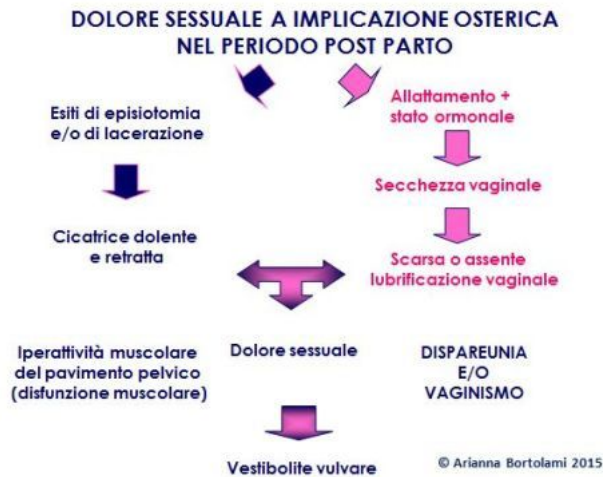 DOLORE SESSUALE A IMPLICAZIONE OSTERICA
NEL PERIODO POST PARTO
Esiti di episiotomia
e/o di lacerazione
Cicatrice dolente
e retratta
Allattamento +
stato ormonale
Secchezza vaginale
Scarsa o assente
lubrificazione vaginale
Iperattività muscolare
del pavimento pelvico
(disfunzione muscolare)
Dolore sessuale
DISPAREUNIA
E/O
VAGINISMO
Vestibolite vulvare
© Arianna Bortolami 2015